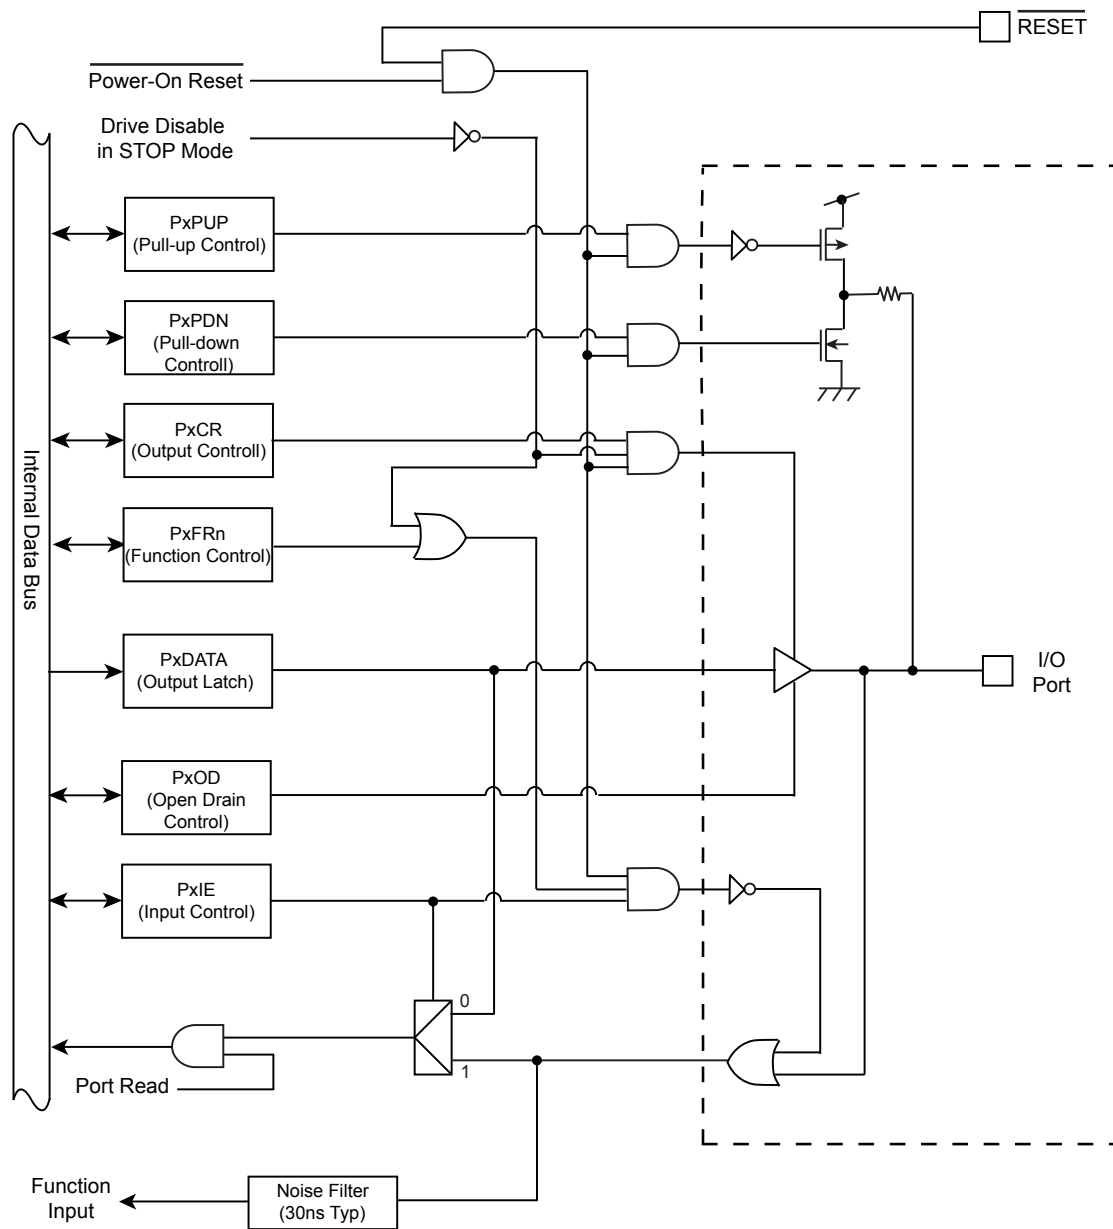 RESET
Power-On Reset
Drive Disable
in STOP Mode
PxPUP
(Pull-up Control)
PxPDN
(Pull-down
Controll)
PxCR
(Output Controll)
Internal Data Bus
PxFRn
(Function Control)
PxDATA
(Output Latch)
I/O
Port
PxOD
(Open Drain
Control)
PxIE
(Input Control)
0
1
Port Read
Function
Input
Noise Filter
(30ns Typ)